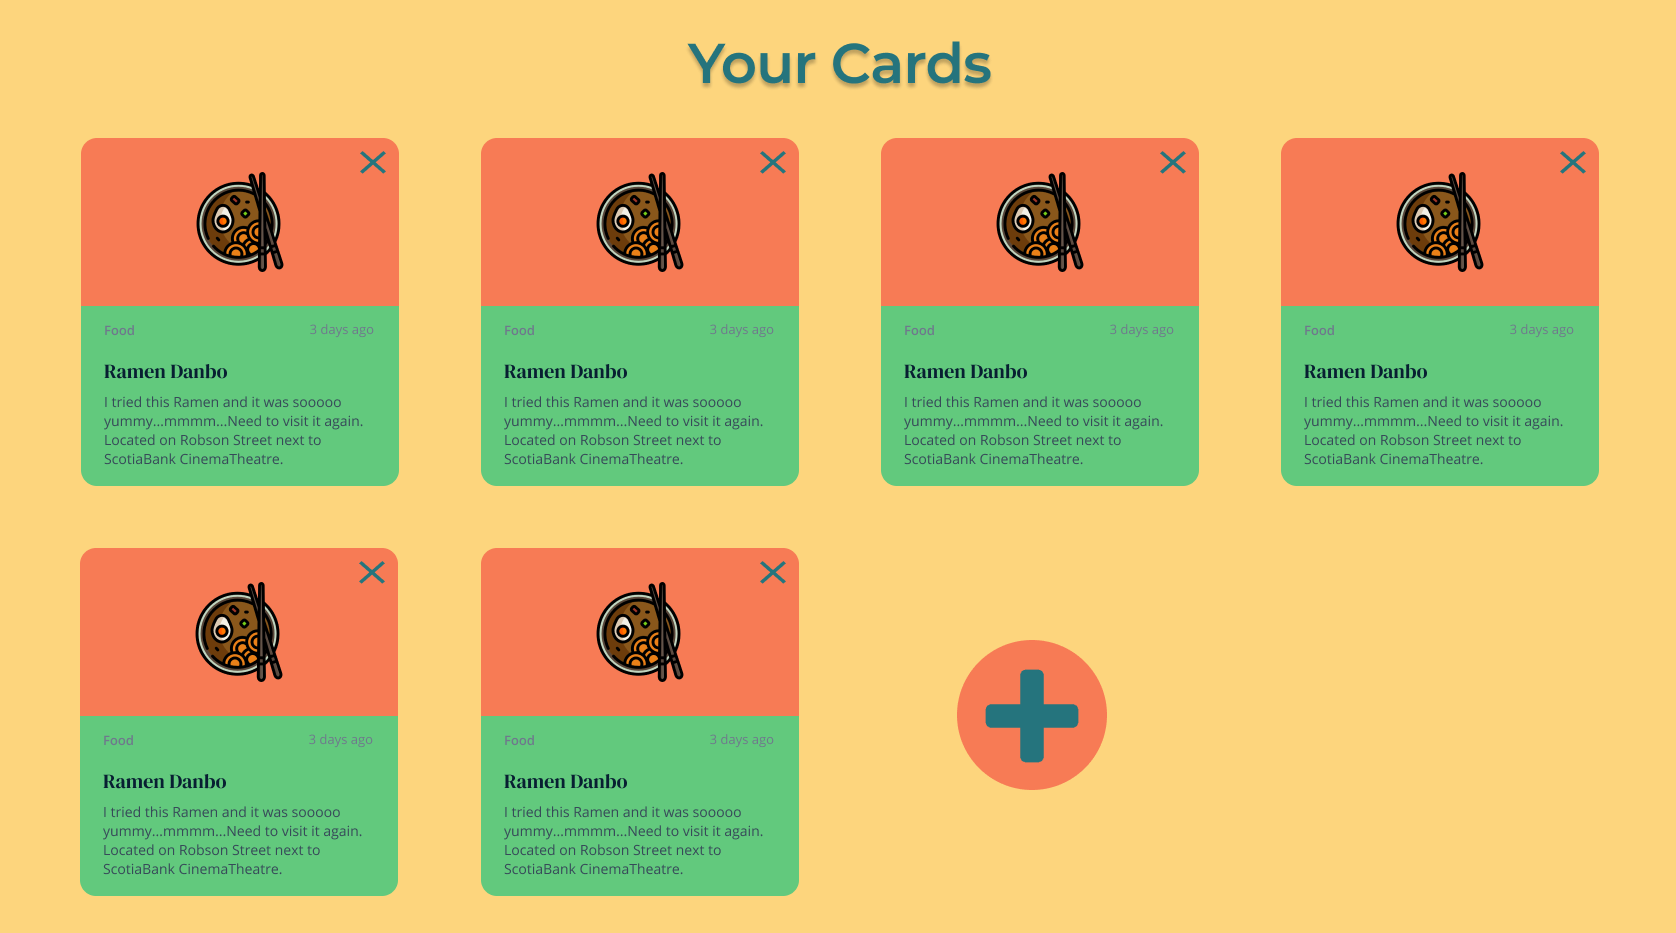 Your Cards
Food 3 days ago
Ramen Danbo
I tried this Ramen and it was sooooo
yummy...mmmm...Need to visit it again.
Located on Robson Street next to
ScotiaBank CinemaTheatre.
Food 3 days ago
Ramen Danbo
I tried this Ramen and it was sooooo
yummy...mmmm...Need to visit it again.
Located on Robson Street next to
ScotiaBank CinemaTheatre.
Food 3 days ago
Ramen Danbo
I tried this Ramen and it was sooooo
yummy...mmmm...Need to visit it again.
Located on Robson Street next to
ScotiaBank CinemaTheatre.
Food 3 days ago
Ramen Danbo
I tried this Ramen and it was sooooo
yummy...mmmm...Need to visit it again.
Located on Robson Street next to
ScotiaBank CinemaTheatre.
Food 3 days ago
Ramen Danbo
I tried this Ramen and it was sooooo
yummy...mmmm...Need to visit it again.
Located on Robson Street next to
ScotiaBank CinemaTheatre.
Food 3 days ago
Ramen Danbo
I tried this Ramen and it was sooooo
yummy...mmmm...Need to visit it again.
Located on Robson Street next to
ScotiaBank CinemaTheatre.